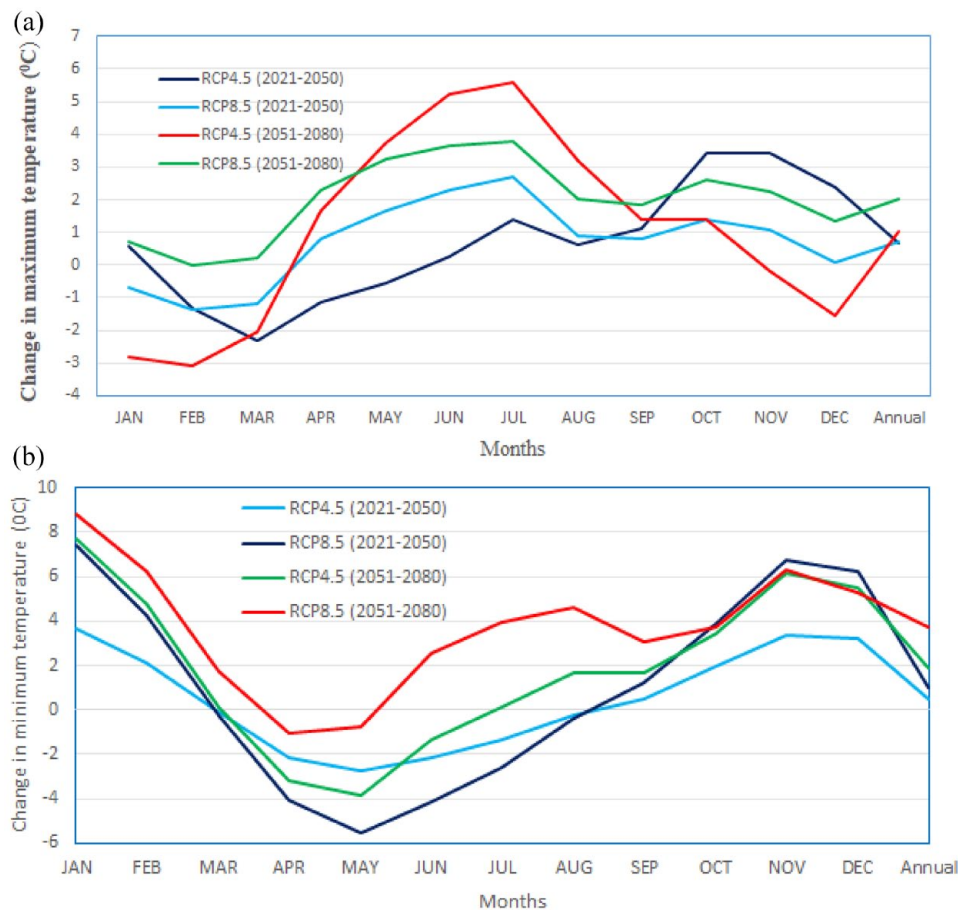 (a)
Change in maximum temperature (⁰C)
7
6
5
4
3
2
1
0
-1
-2
-3
-4
RCP4.5 (2021-2050)
RCP8.5 (2021-2050)
RCP4.5 (2051-2080)
RCP8.5 (2051-2080)
JAN FEB MAR APR MAY JUN JUL AUG SEP OCT NOV DEC Annual
Months
(b)
Change in minimum temperature (0C)
10
8
6
4
2
0
-2
-4
-6
RCP4.5 (2021-2050)
RCP8.5 (2021-2050)
RCP4.5 (2051-2080)
RCP8.5 (2051-2080)
JAN FEB MAR APR MAY JUN JUL AUG SEP OCT NOV DEC Annual
Months